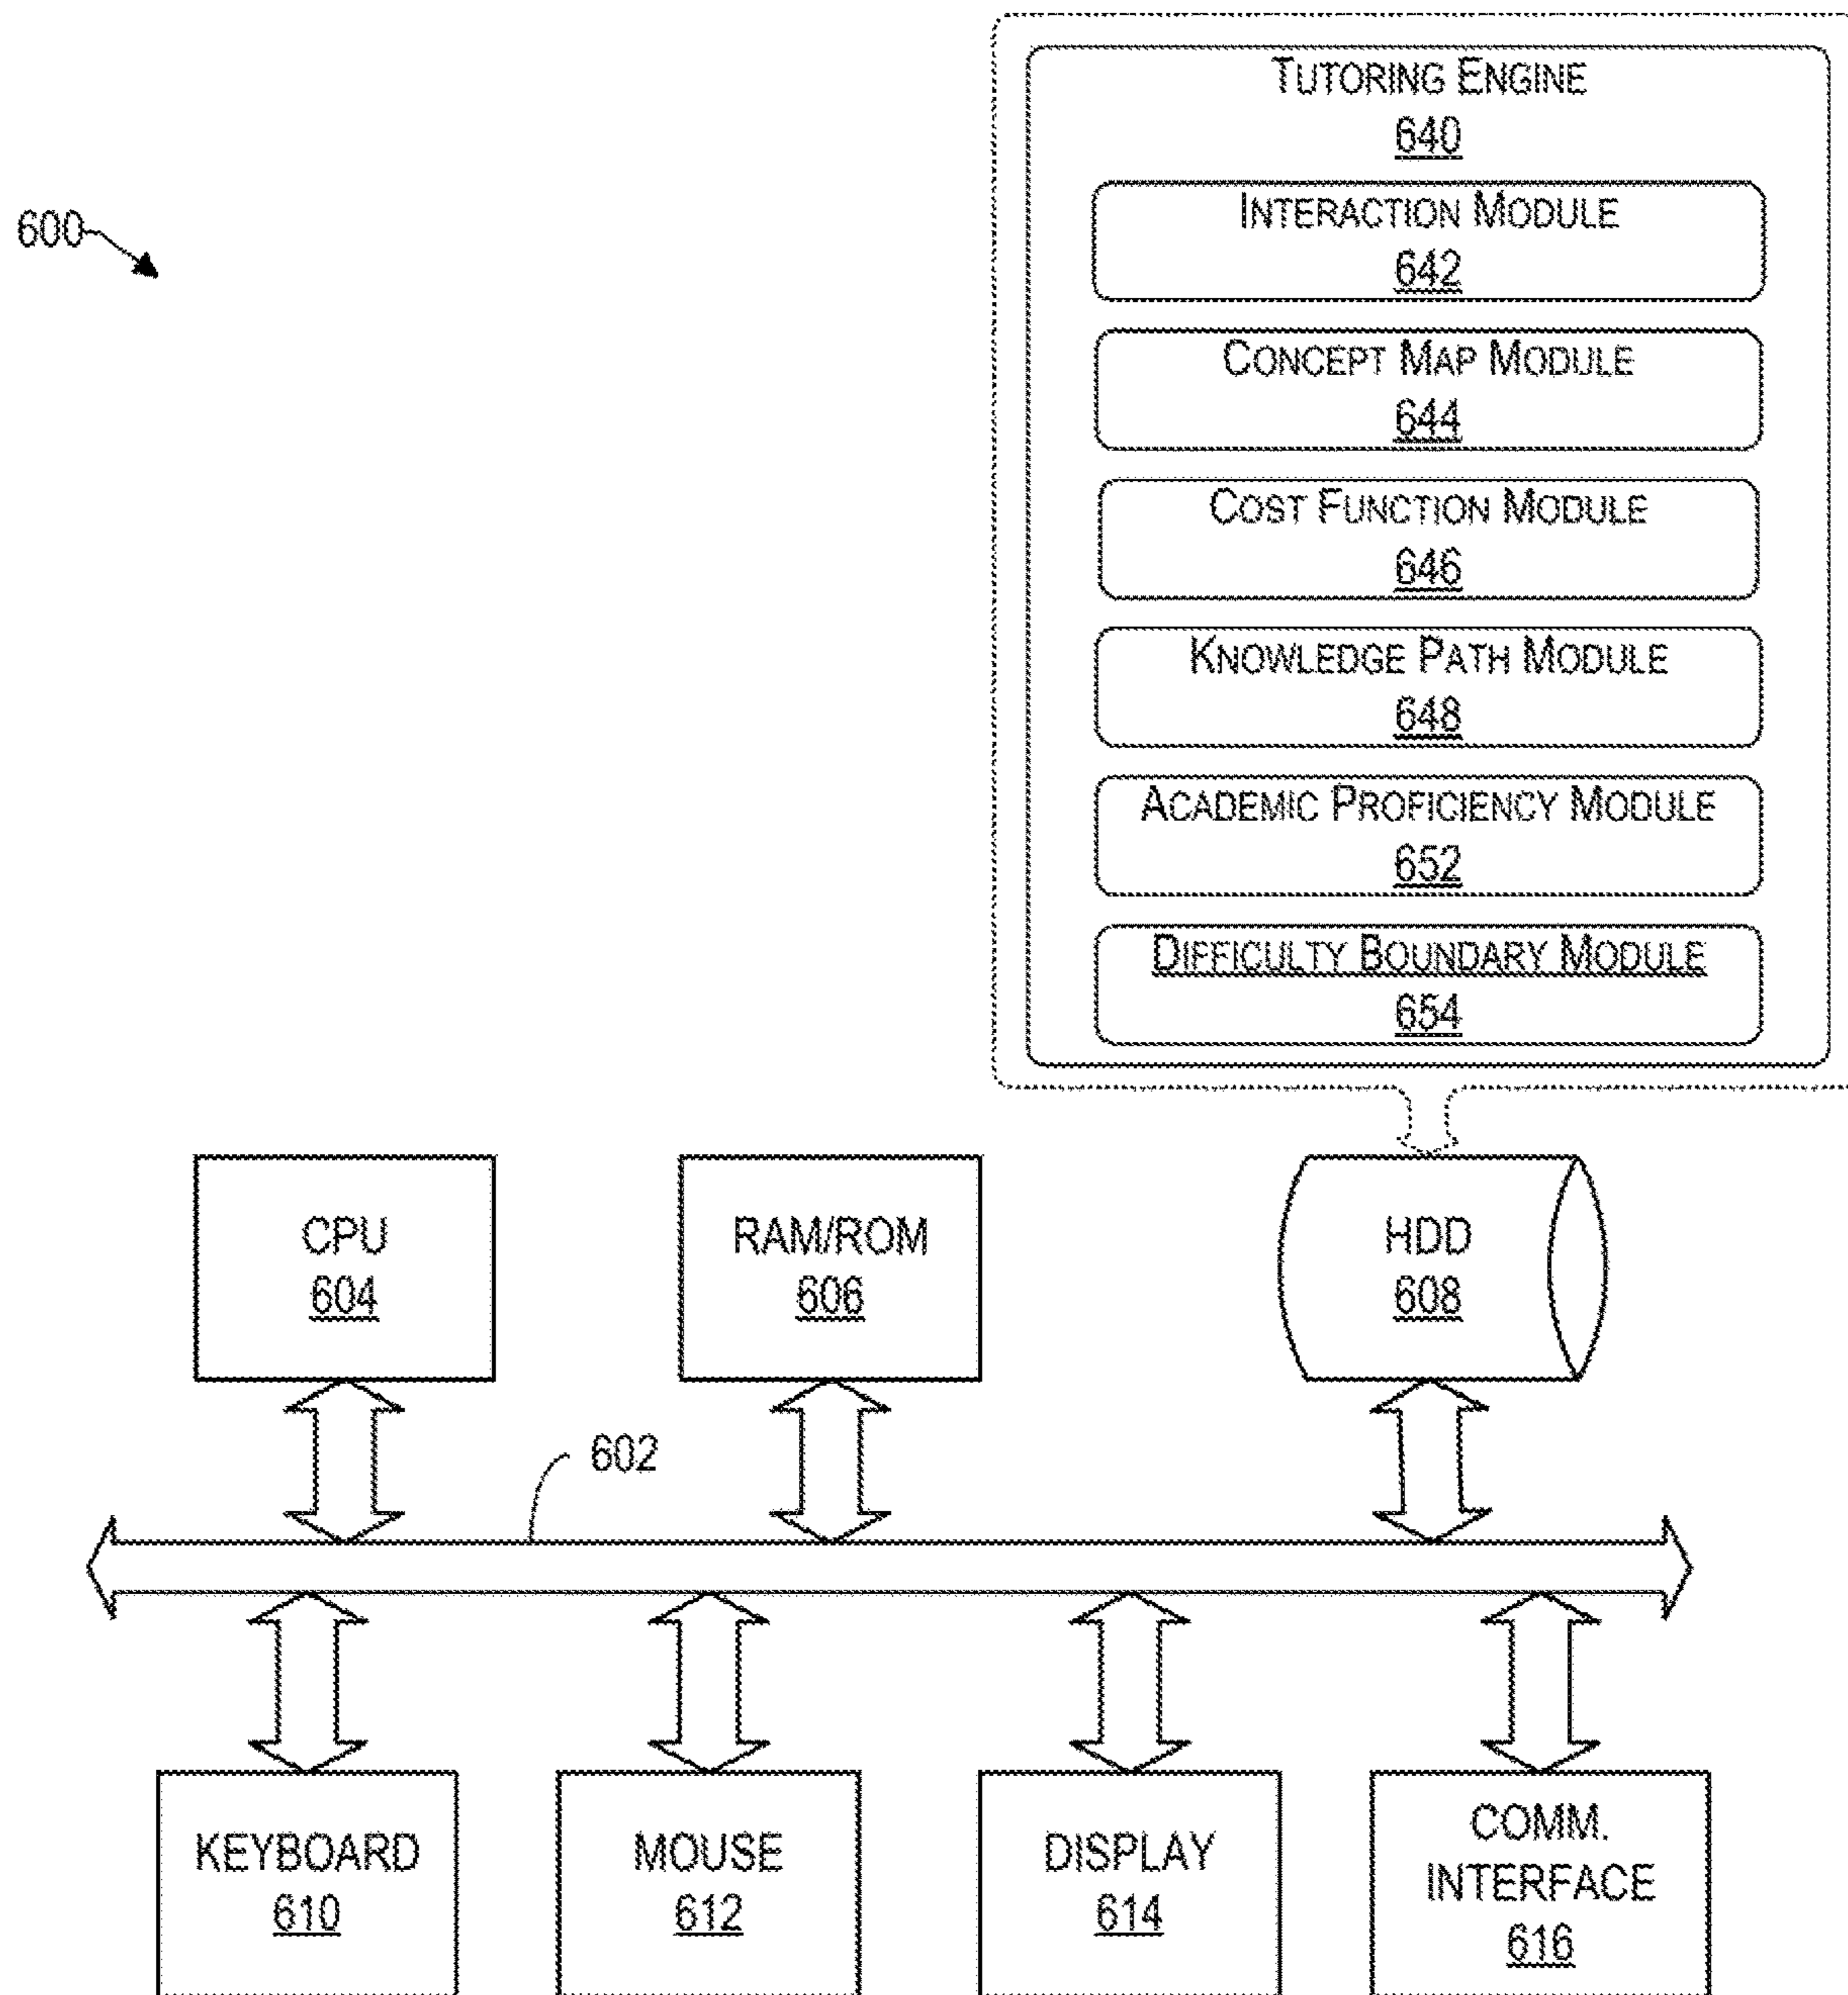 TUTORING ENGINE
640
600
INTERACTION MODULE
642
CONCEPT MAP MODULE
644
COST FUNCTION MODULE
646
KNOWLEDGE PATH MODULE
648
ACADEMIC PROFICIENCY MODULE
652
DIFFICULTY BOUNDARY MODULE
654
CPU
604
RAM/ROM
606
HDD
608
602
KEYBOARD
610
MOUSE
612
DISPLAY
614
COMM.
INTERFACE
616